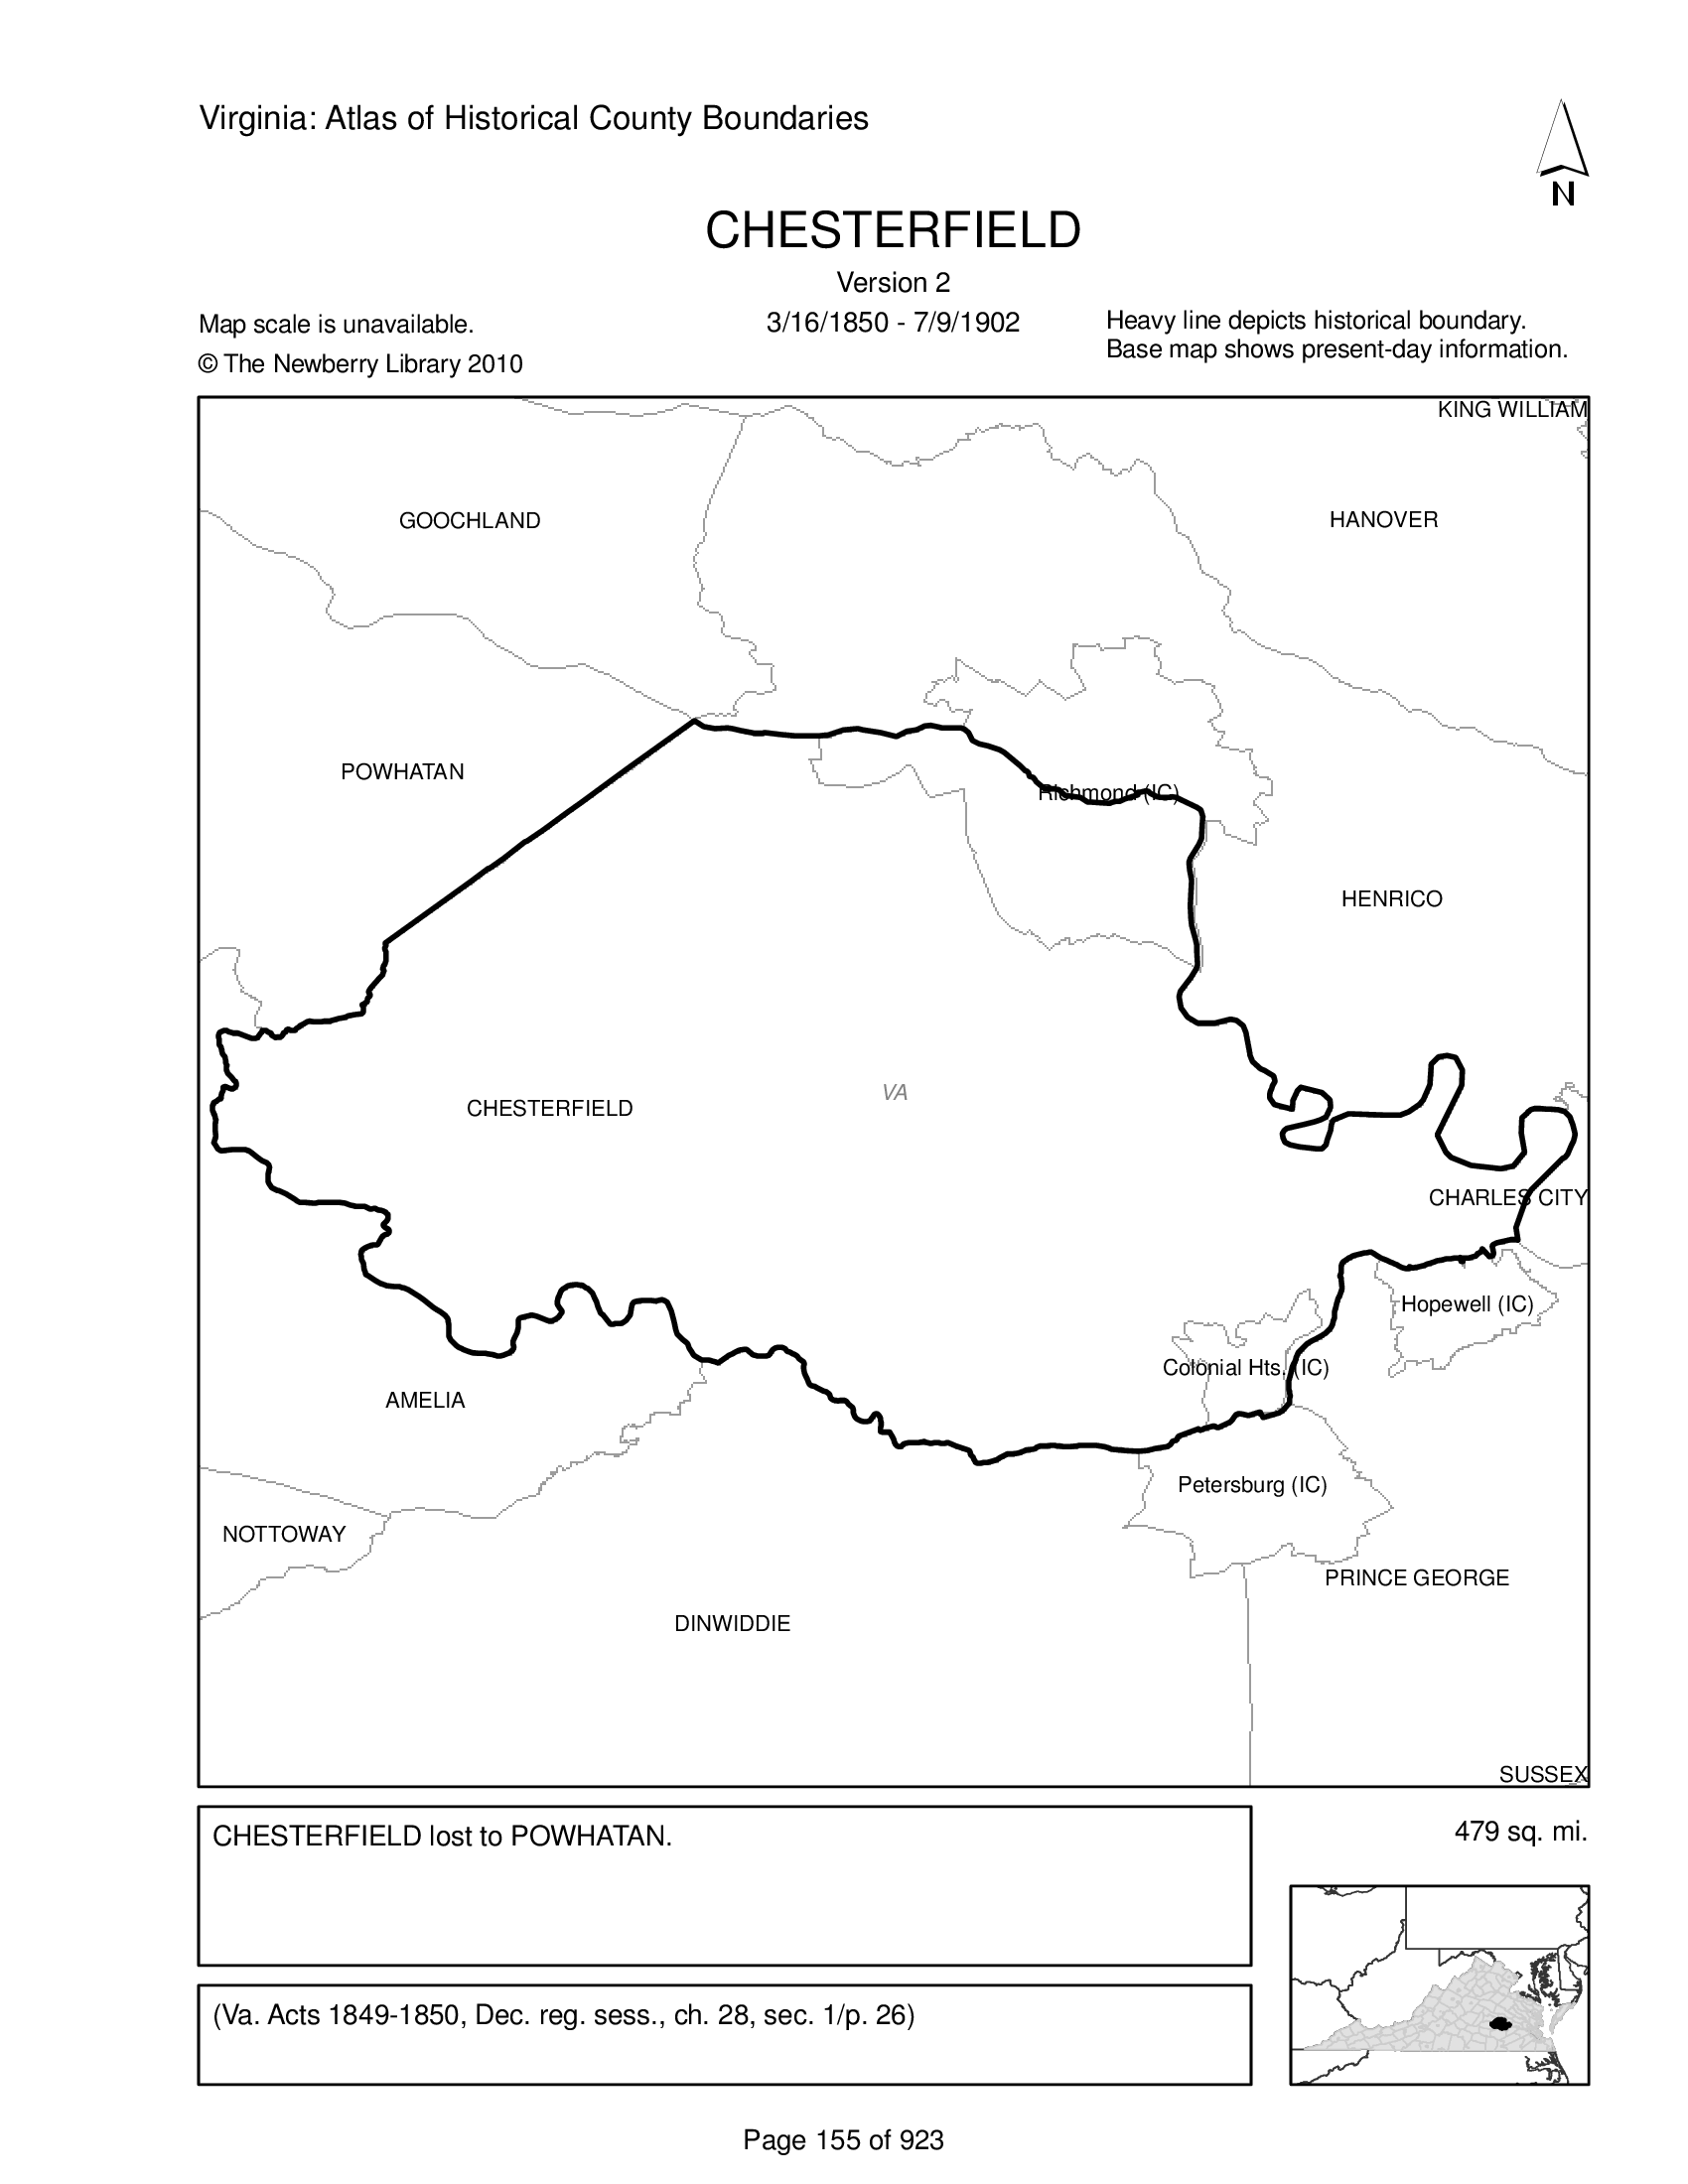 Virginia: Atlas of Historical County Boundaries
N
CHESTERFIELD
Version 2
3/16/1850 - 7/9/1902
Map scale is unavailable.
© The Newberry Library 2010
Heavy line depicts historical boundary.
Base map shows present-day information.
KING WILLIAM
GOOCHLAND
HANOVER
POWHATAN
Richmond (IC)
HENRICO
VA
CHESTERFIELD
CHARLES CITY
Hopewell (IC)
Colonial Hts. (IC)
AMELIA
Petersburg (IC)
NOTTOWAY
PRINCE GEORGE
DINWIDDIE
SUSSEX
CHESTERFIELD lost to POWHATAN.
479 sq. mi.
(Va. Acts 1849-1850, Dec. reg. sess., ch. 28, sec. 1/p. 26)
Page 155 of 923